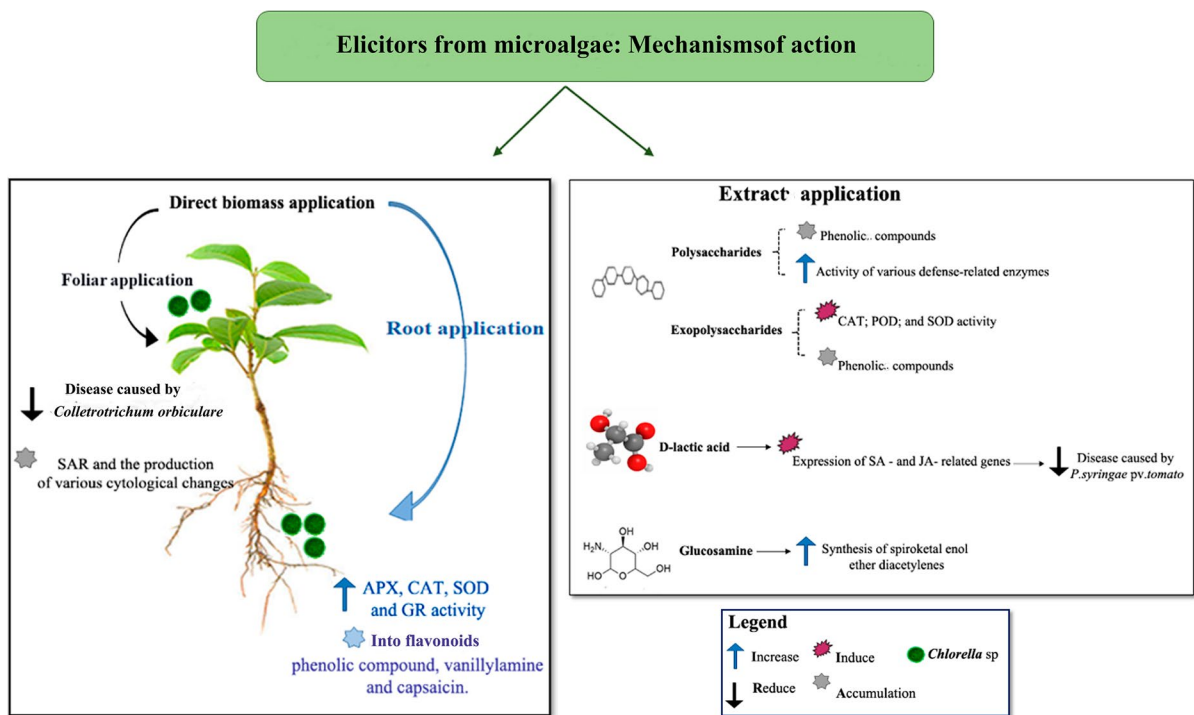 Elicitors from microalgae: Mechanismsof action
Direct biomass application
Foliar application
Root application
Disease caused by
Colletrotrichum orbiculare
SAR and the production
of various cytological changes
APX, CAT, SOD
and GR activity
Into flavonoids
phenolic compound, vanillylamine
and capsaicin.
Extract application
Polysaccharides
Phenolic.. compounds
Activity of various defense-related enzymes
Exopolysaccharides
CAT; POD; and SOD activity
Phenolic.. compounds
D-lactic acid
Expression of SA - and JA- related genes
Disease caused by
P.syringae pv.tomato
OH
H₂N
OH
HO
O
OH
Glucosamine
Synthesis of spiroketal enol
ether diacetylenes
Legend
Increase
Induce
Chlorella sp
Reduce
Accumulation